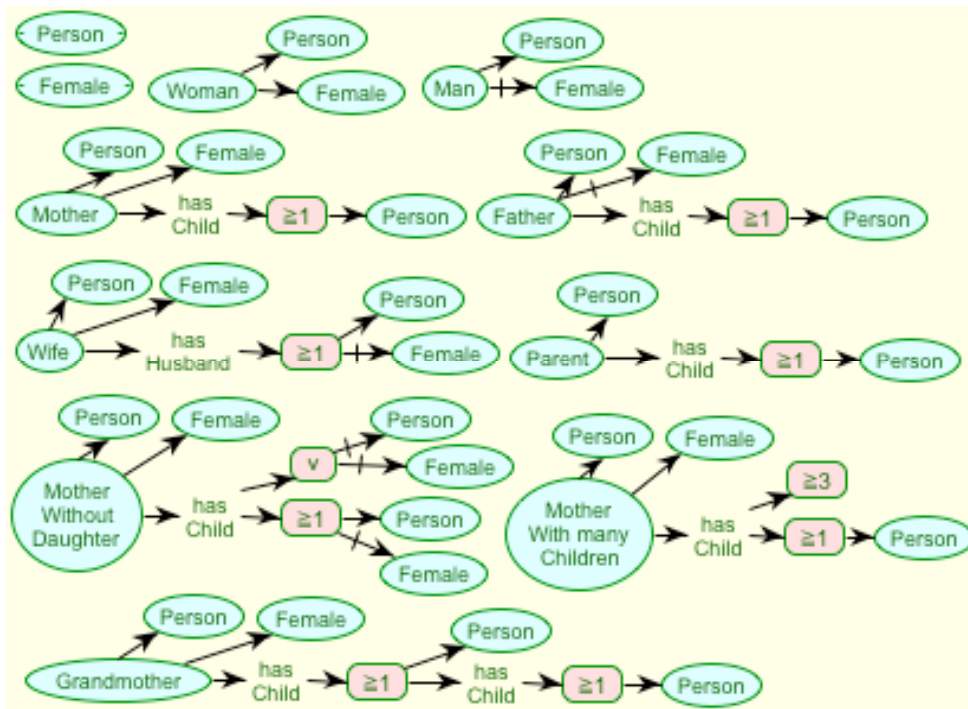 Person
Person
Person
Female
Woman
Female
Man
Female
Person
Female
Person
Female
Mother
has
Child
≧1
Person
Father
has
Child
≧1
Person
Person
Female
Person
Person
Wife
has
Husband
≧1
Female
Parent
has
Child
≧1
Person
Person
Female
Person
Person
Female
v
Female
≧3
Mother
Without
Daughter
has
Child
≧1
Person
Female
Mother
With many
Children
has
Child
≧1
Person
Person
Female
Person
Grandmother
has
Child
≧1
has
Child
≧1
Person